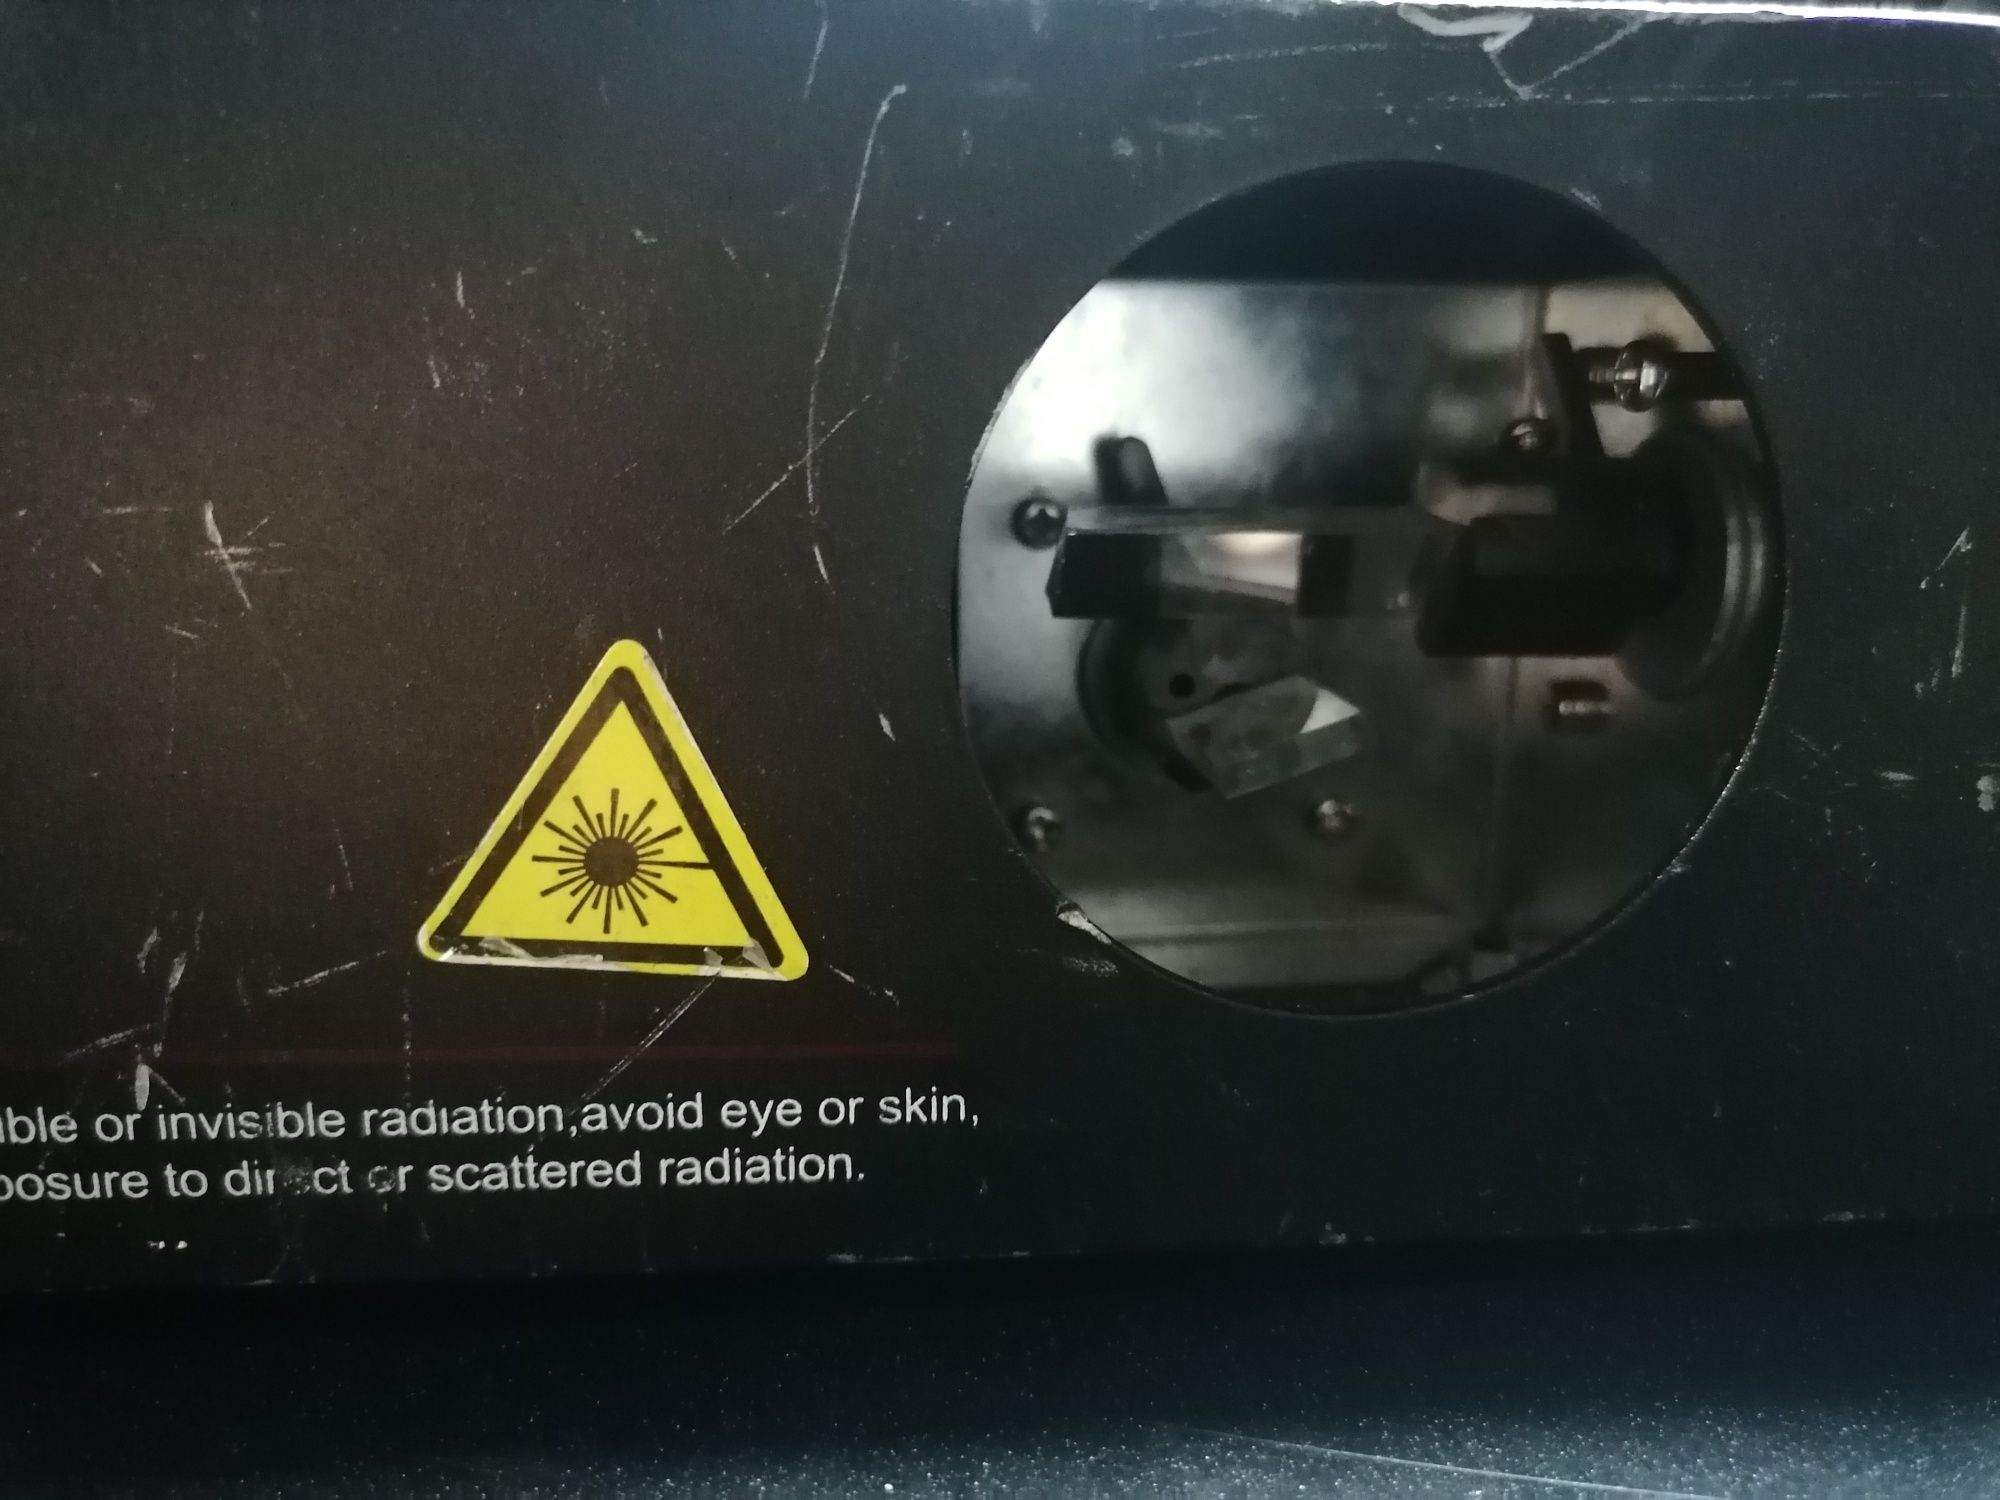 ible or invisible radiation,avoid eye or skin,
posure to direct or scattered radiation.